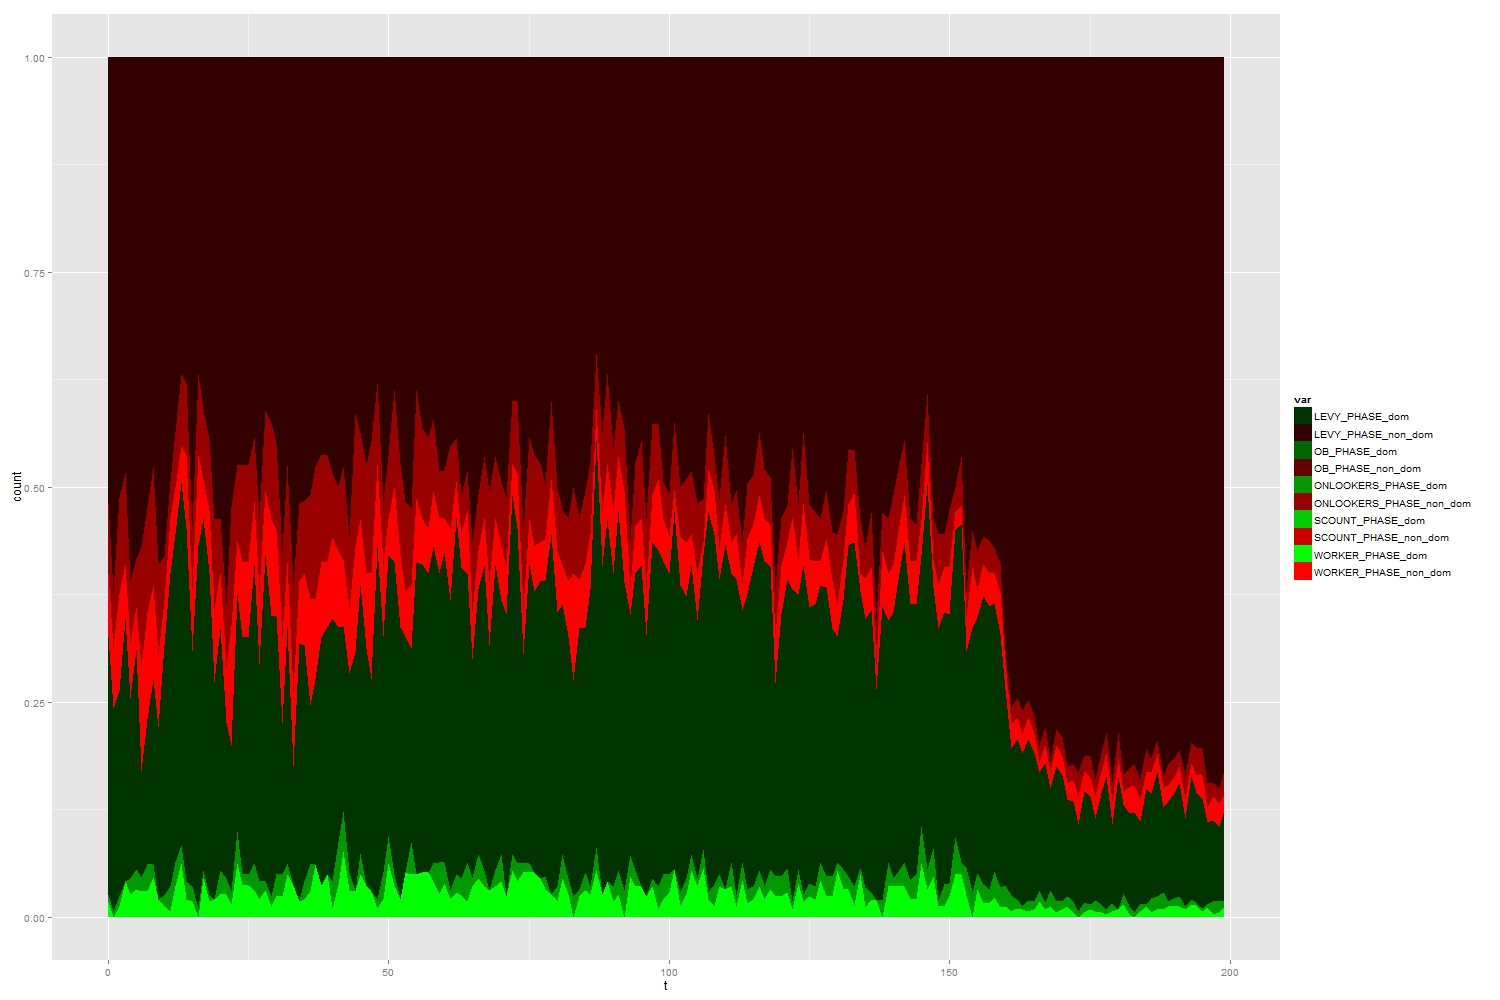 1.00
0.75
0.50
0.25
0.00
count
0
50
100
150
200
t
var
LEVY_PHASE_dom
LEVY_PHASE_non_dom
OB_PHASE_dom
OB_PHASE_non_dom
ONLOOKERS_PHASE_dom
ONLOOKERS_PHASE_non_dom
SCOUNT_PHASE_dom
SCOUNT_PHASE_non_dom
WORKER_PHASE_dom
WORKER_PHASE_non_dom